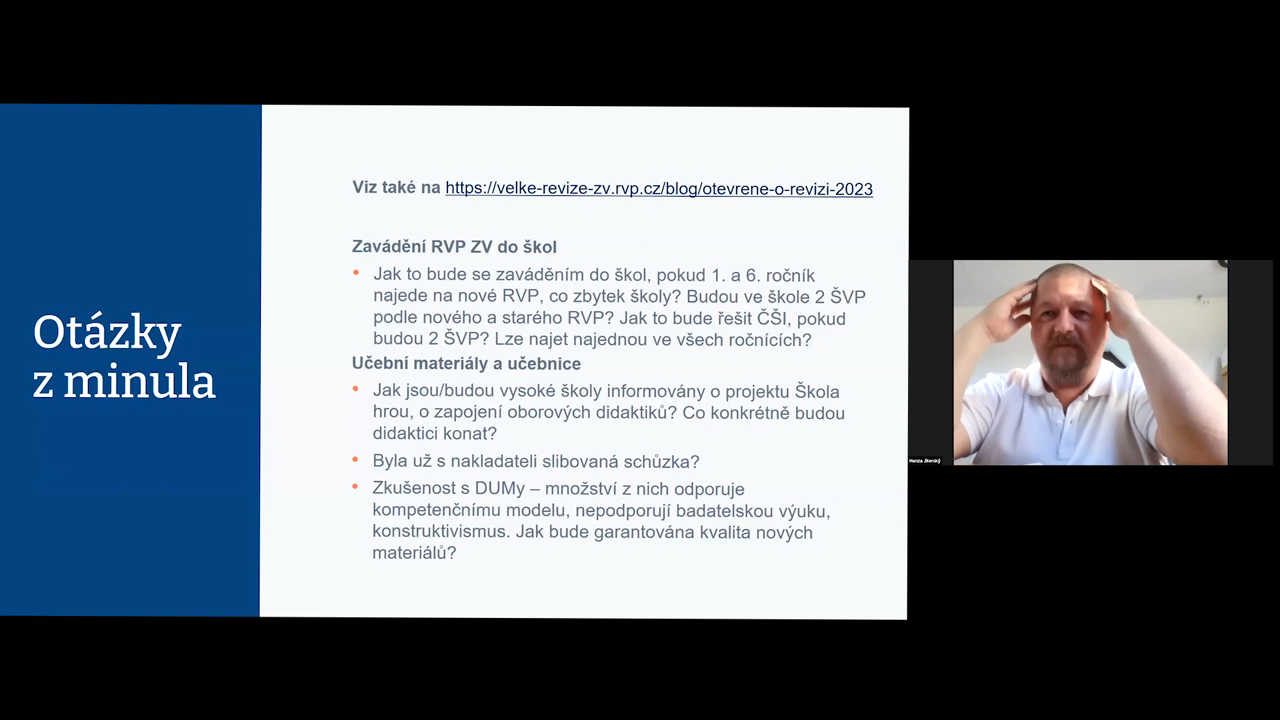 Otázky
z minula
Viz také na https://velke-revize-zv.rvp.cz/blog/otevrene-o-revizi-2023
Zavádění RVP ZV do škol
• Jak to bude se zaváděním do škol, pokud 1. a 6. ročník
najede na nové RVP, co zbytek školy? Budou ve škole 2 ŠVP
podle nového a starého RVP? Jak to bude řešit ČŠI, pokud
budou 2 ŠVP? Lze najet najednou ve všech ročnících?
Učební materiály a učebnice
• Jak jsou/budou vysoké školy informovány o projektu Škola
hrou, o zapojení oborových didaktiků? Co konkrétně budou
didaktici konat?
• Byla už s nakladateli slibovaná schůzka?
• Zkušenost s DUMy – množství z nich odporuje
kompetenčnímu modelu, nepodporují badatelskou výuku,
konstruktivismus. Jak bude garantována kvalita nových
materiálů?
Honza Jiterský